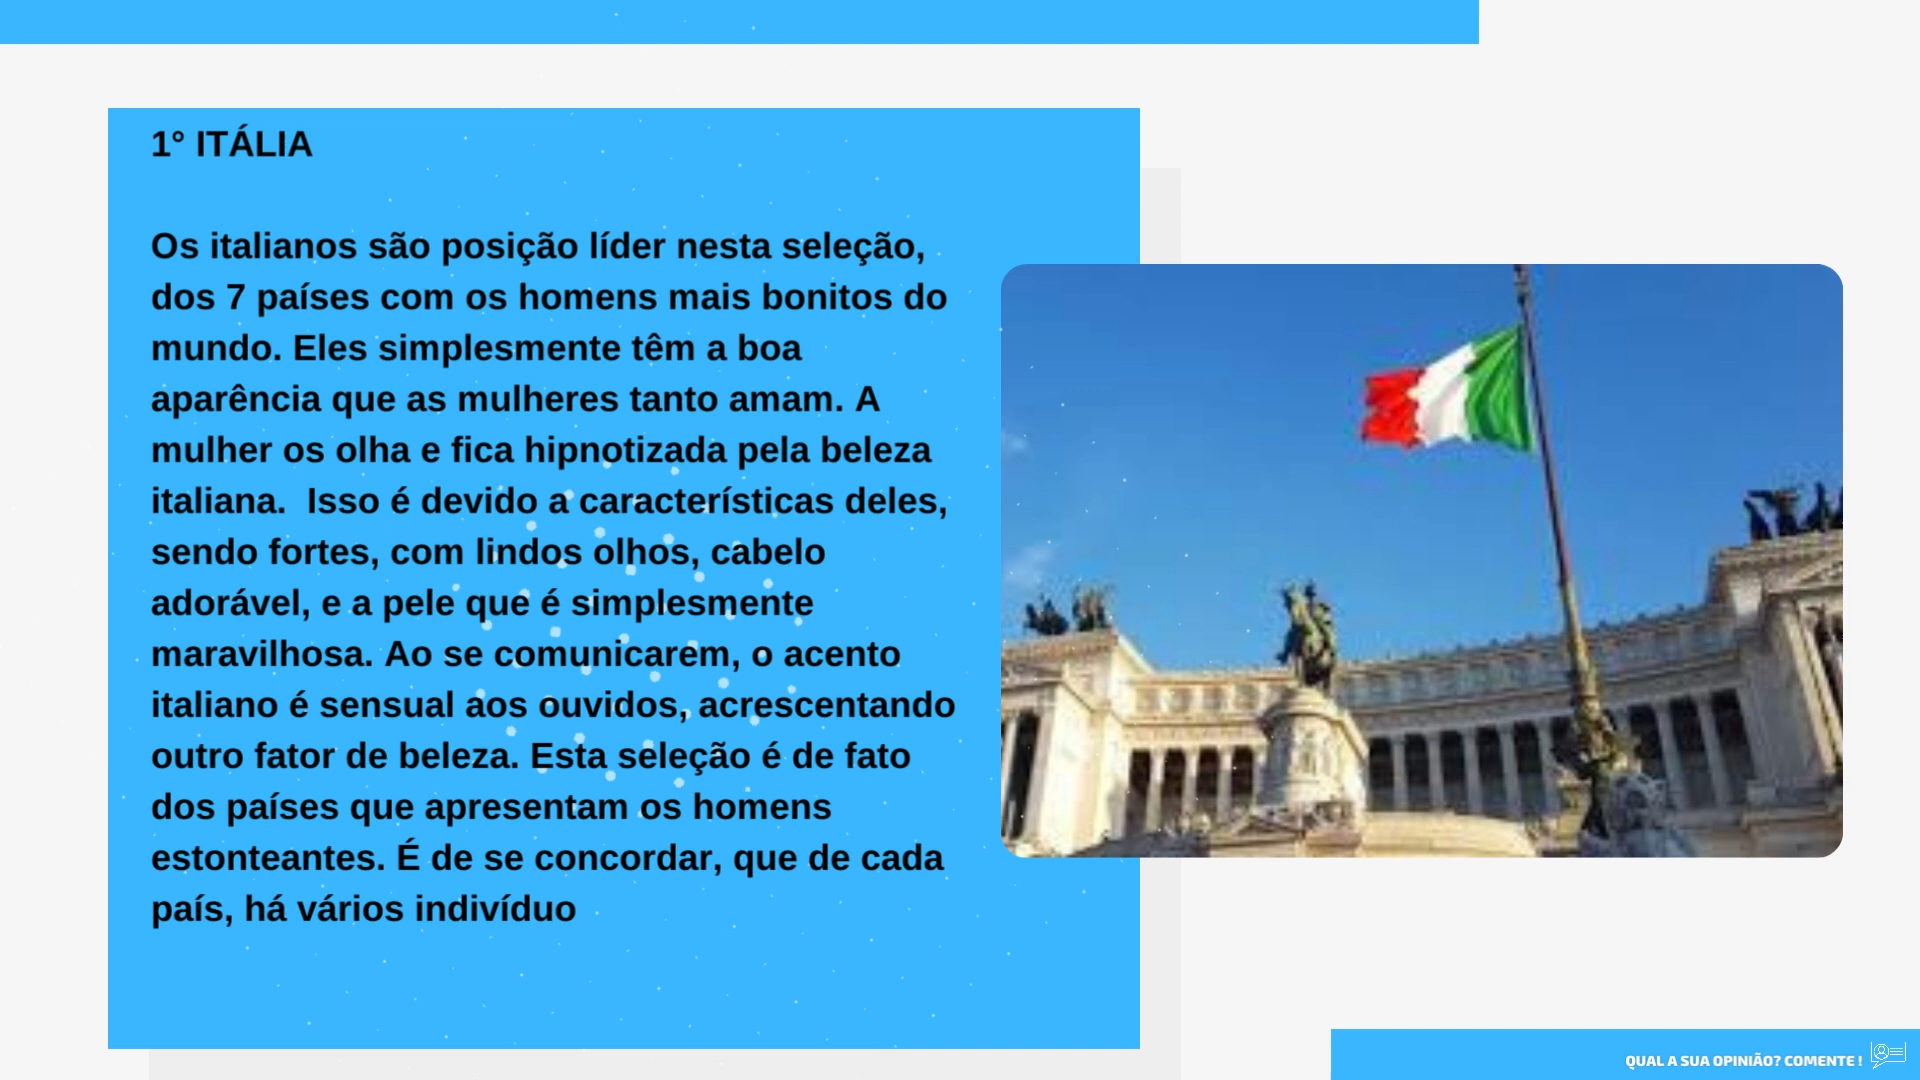 1° ITÁLIA
Os italianos são posição líder nesta seleção,
dos 7 países com os homens mais bonitos do
mundo. Eles simplesmente têm a boa
aparência que as mulheres tanto amam. A
mulher os olha e fica hipnotizada pela beleza
italiana.  Isso é devido a características deles,
sendo fortes, com lindos olhos, cabelo
adorável, e a pele que é simplesmente
maravilhosa. Ao se comunicarem, o acento
italiano é sensual aos ouvidos, acrescentando
outro fator de beleza. Esta seleção é de fato
dos países que apresentam os homens
estonteantes. É de se concordar, que de cada
país, há vários indivíduo
QUAL A SUA OPINIÃO? COMENTE !